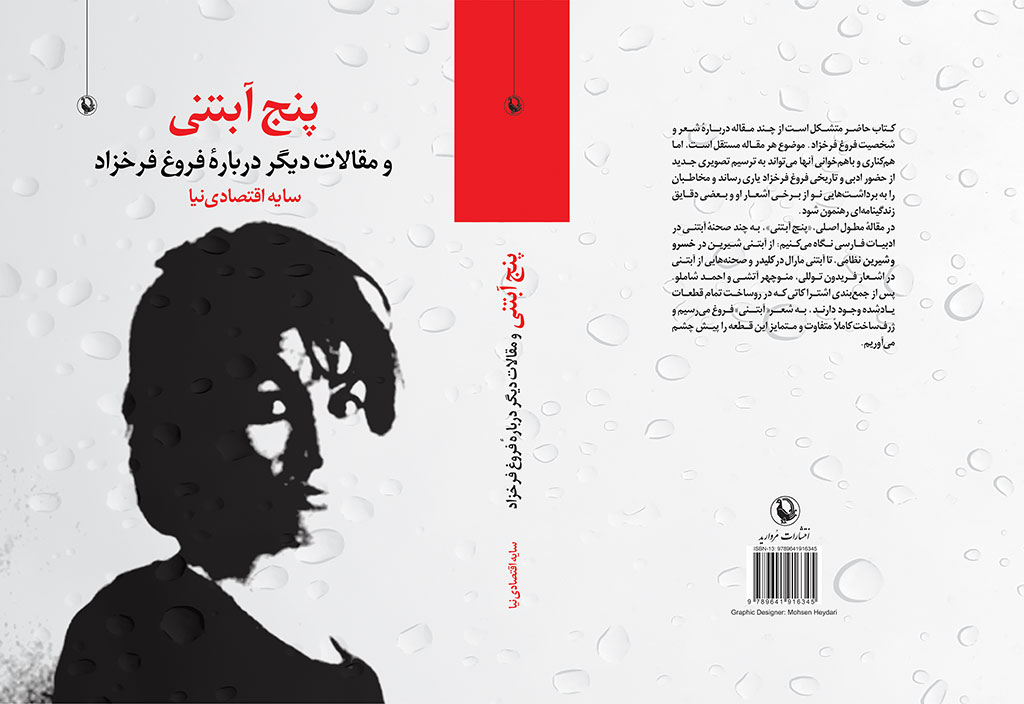 پنج آبتنی
و مقالات دیگر دربارهٔ فروغ فرخزاد
سایه اقتصادی‌نیا
پنج آبتنی و مقالات دیگر دربارهٔ فروغ فرخزاد
سایه اقتصادی‌نیا
کتاب حاضر متشکل است از چند مقاله دربارهٔ شعر و
شخصیت فروغ فرخزاد. موضوع هر مقاله مستقل است، اما
هم‌کناری و باهم‌خوانی آنها می‌تواند به ترسیم تصویری جدید
از حضور ادبی و تاریخی فروغ فرخزاد یاری رساند و مخاطبان
را به برداشت‌هایی نو از برخی اشعار او و بعضی دقایق
زندگینامه‌ای رهنمون شود.
در مقالهٔ مطول اصلی، «پنج آبتنی»، به چند صحنهٔ آبتنی در
ادبیات فارسی نگاه می‌کنیم: از آبتنی شیرین در خسرو
و شیرین نظامی، تا آبتنی مارال در کلیدر و صحنه‌هایی از آبتنی
در اشعار فریدون توللی، منوچهر آتشی و احمد شاملو.
پس از جمع‌بندی اشتراکاتی که در روساخت تمام قطعات
یادشده وجود دارند، به شعر «آبتنی» فروغ می‌رسیم و
ژرف‌ساخت کاملاً متفاوت و متمایز این قطعه را پیش چشم
می‌آوریم.
انتشارات مروارید
ISBN-13: 9789641916345
9 789641 916345
Graphic Designer: Mohsen Heydari